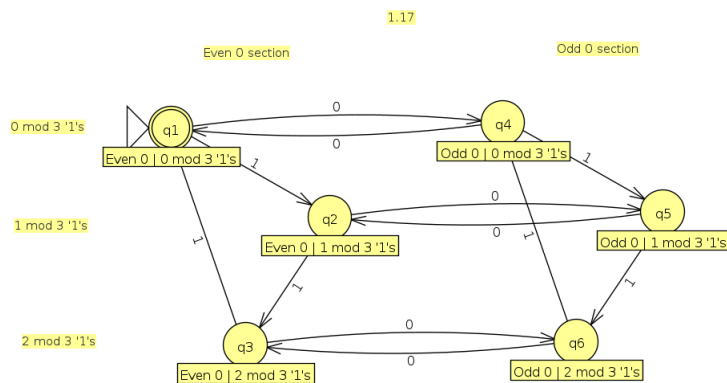 1.17
Even 0 section
Odd 0 section
0 mod 3 '1's
q1
0
0
q4
Even 0 | 0 mod 3 '1's
Odd 0 | 0 mod 3 '1's
1
1
1 mod 3 '1's
q2
0
0
q5
Even 0 | 1 mod 3 '1's
Odd 0 | 1 mod 3 '1's
1
1
1
1
2 mod 3 '1's
q3
0
0
q6
Even 0 | 2 mod 3 '1's
Odd 0 | 2 mod 3 '1's